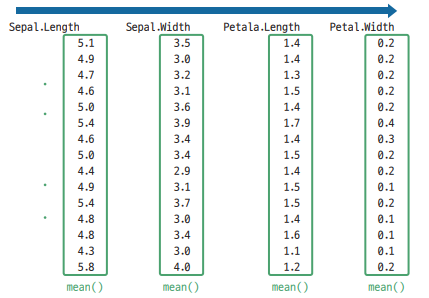 Sepal.Length Sepal.Width Petala.Length Petal.Width
5.1 3.5 1.4 0.2
4.9 3.0 1.4 0.2
4.7 3.2 1.3 0.2
4.6 3.1 1.5 0.2
5.0 3.6 1.4 0.2
5.4 3.9 1.7 0.4
4.6 3.4 1.4 0.3
5.0 3.4 1.5 0.2
4.4 2.9 1.4 0.2
4.9 3.1 1.5 0.1
5.4 3.7 1.5 0.2
4.8 3.0 1.4 0.1
4.8 3.4 1.6 0.1
4.3 3.0 1.1 0.1
5.8 4.0 1.2 0.2
mean() mean() mean() mean()